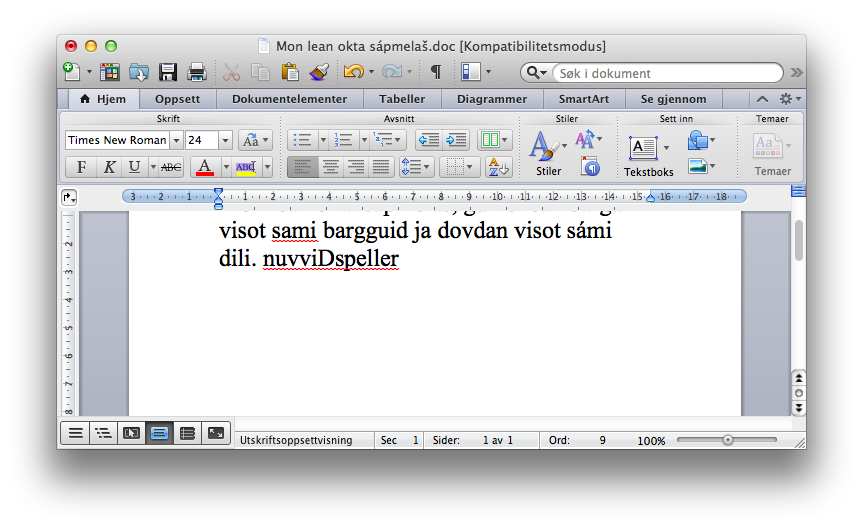 Mon lean okta sápmelaš.doc [Kompatibilitetsmodus]
Søk i dokument
Hjem Oppsett Dokumentelementer Tabeller Diagrammer SmartArt Se gjennom
Skrift Avsnitt Stiler Sett inn Temaer
Times New Roman 24 Aa
F K U ABC A ABC
Stiler Tekstboks Temaer
3 2 1 1 2 3 4 5 6 7 8 9 10 11 12 13 14 15 16 17 18
visot sami bargguid ja dovdan visot sámi
dili. nuvviDspeller
Utskriftsoppsettvisning Sec 1 Sider: 1 av 1 Ord: 9 100%